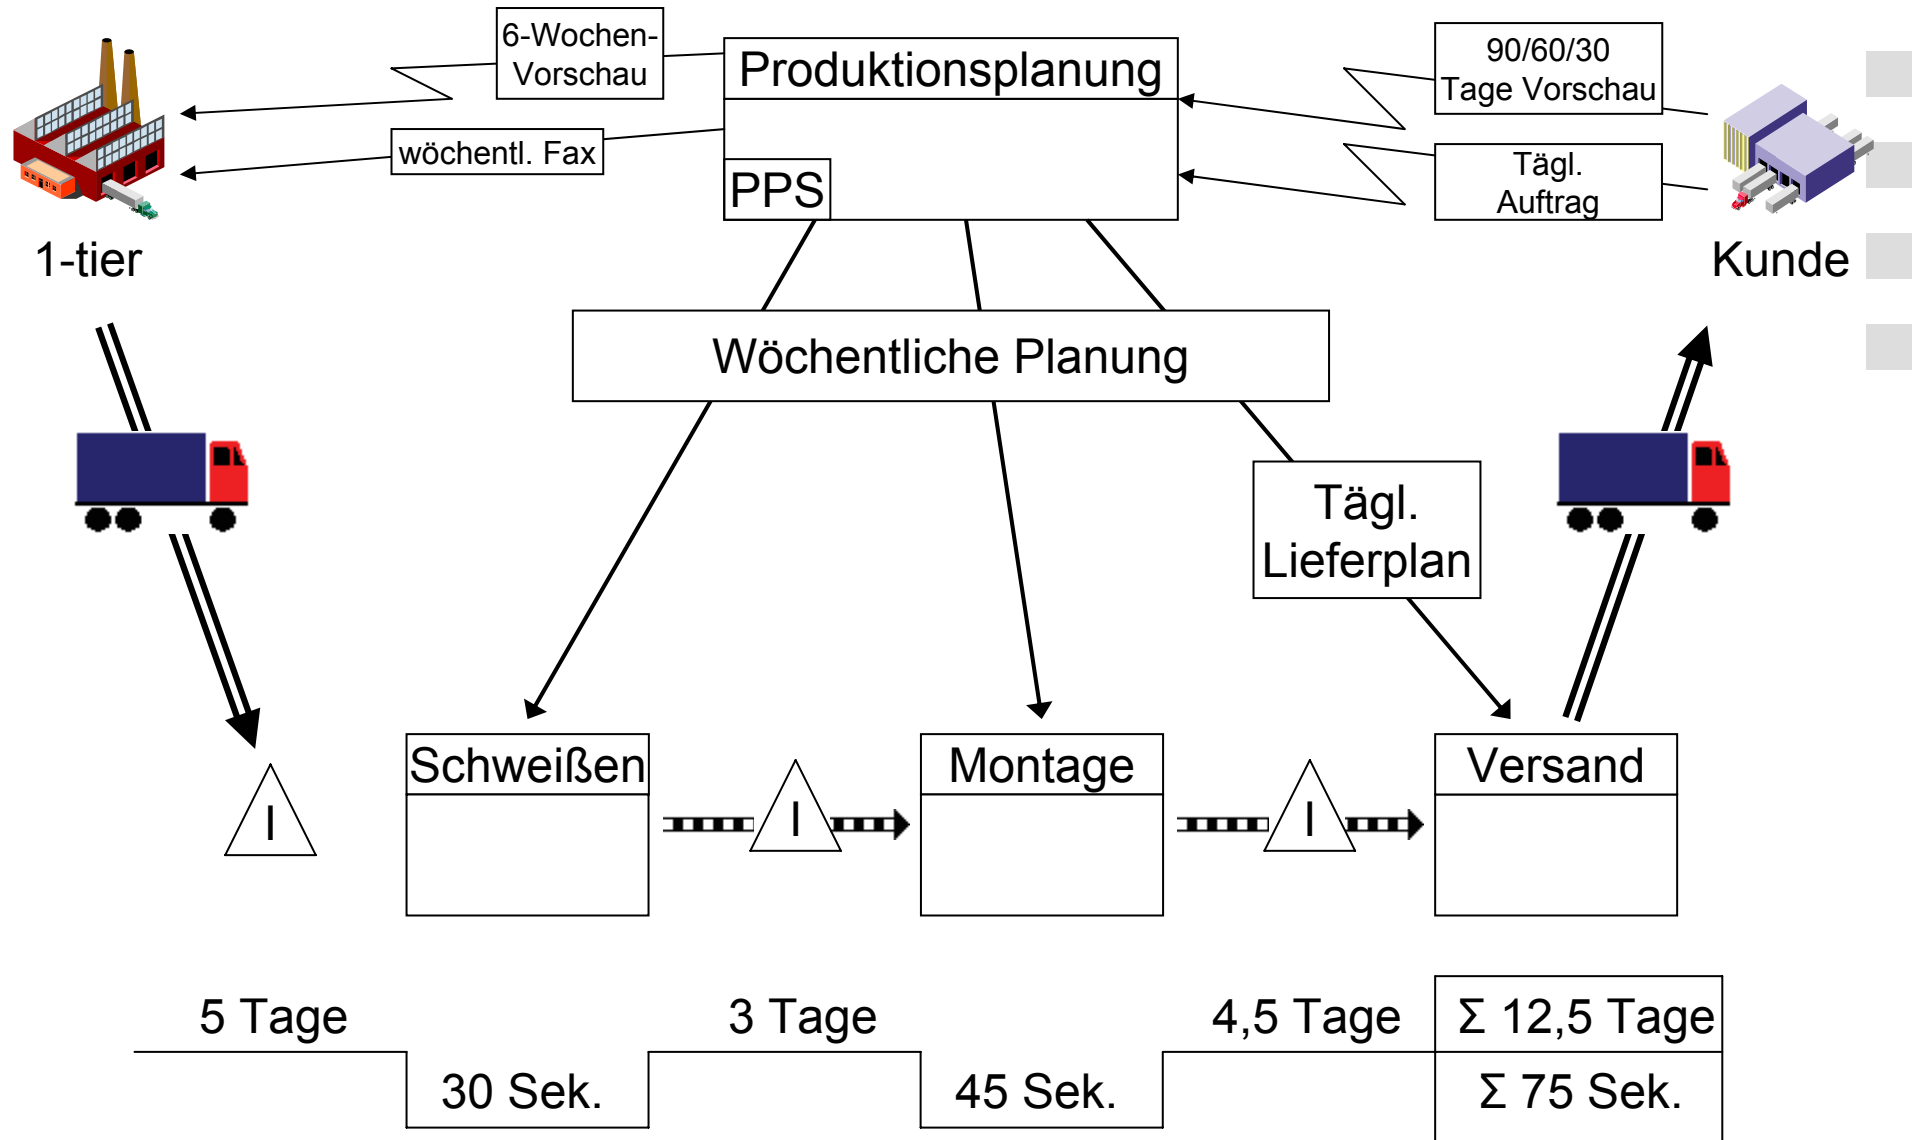 6-Wochen-
Vorschau
Produktionsplanung
90/60/30
Tage Vorschau
wöchentl. Fax
PPS
Tägl.
Auftrag
1-tier
Kunde
Wöchentliche Planung
Tägl.
Lieferplan
I
Schweißen
I
Montage
I
Versand
5 Tage
3 Tage
4,5 Tage
Σ 12,5 Tage
30 Sek.
45 Sek.
Σ 75 Sek.